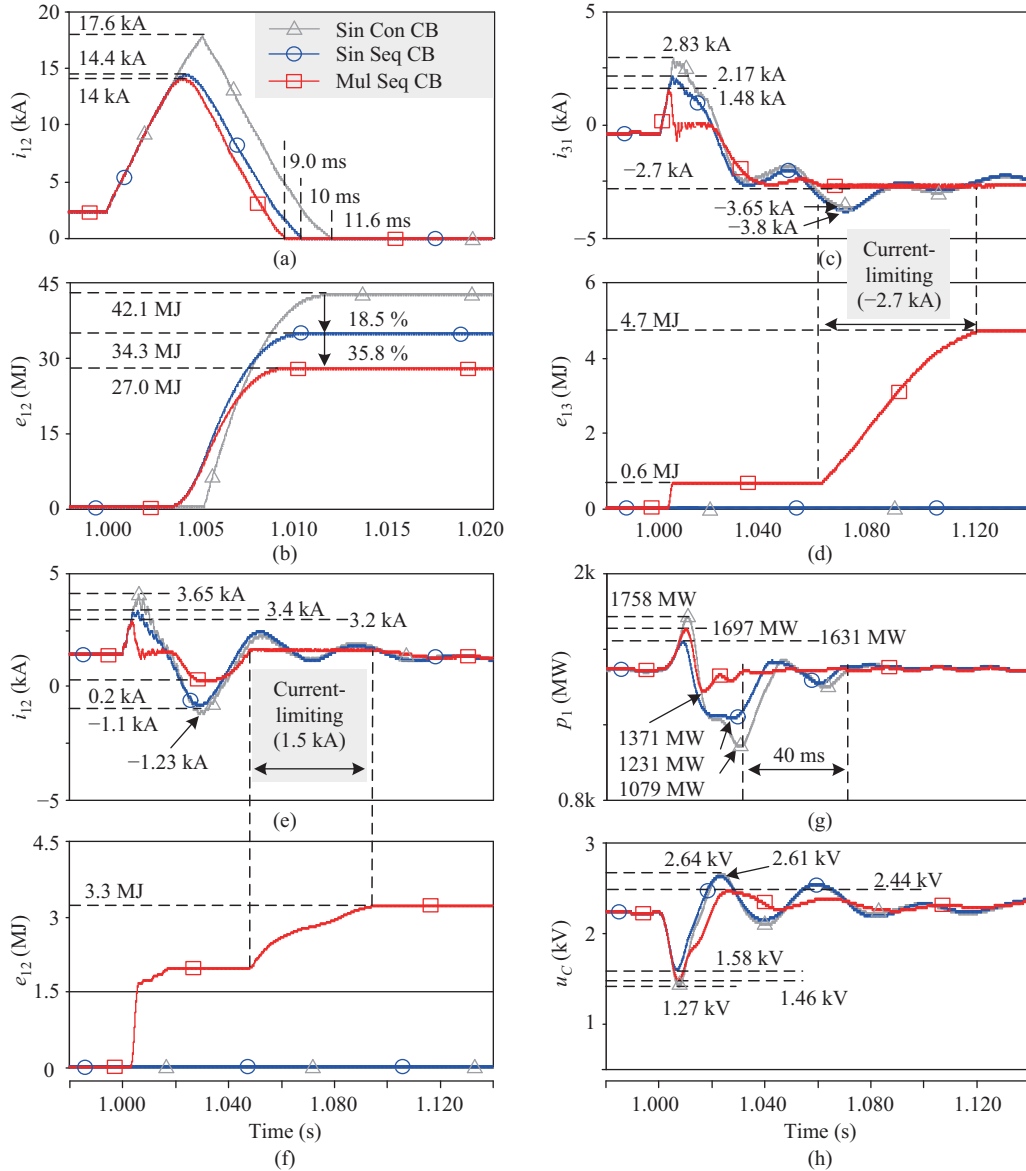 20
17.6 kA
14.4 kA
14 kA
15
10
5
0
i12 (kA)
Sin Con CB
Sin Seq CB
Mul Seq CB
9.0 ms
10 ms
11.6 ms
(a)
5
0
−5
i31 (kA)
2.83 kA
2.17 kA
1.48 kA
−2.7 kA
−3.65 kA
−3.8 kA
(c)
Current-
limiting
(−2.7 kA)
45
30
15
0
e12 (MJ)
42.1 MJ
34.3 MJ
27.0 MJ
18.5 %
35.8 %
1.000
1.005
1.010
1.020
(b)
6
4
2
0
e13 (MJ)
4.7 MJ
0.6 MJ
1.000
1.040
1.080
1.120
(d)
5
0
−5
i12 (kA)
3.65 kA
3.4 kA
3.2 kA
0.2 kA
−1.1 kA
−1.23 kA
Current-
limiting
(1.5 kA)
(e)
2k
0.8k
p1 (MW)
1758 MW
1697 MW
1631 MW
1371 MW
1231 MW
1079 MW
40 ms
(g)
4.5
3
1.5
0
e12 (MJ)
3.3 MJ
1.000
1.040
1.080
1.120
Time (s)
(f)
3
2
1
uC (kV)
2.64 kV
2.61 kV
2.44 kV
1.58 kV
1.46 kV
1.27 kV
1.000
1.040
1.080
1.120
Time (s)
(h)